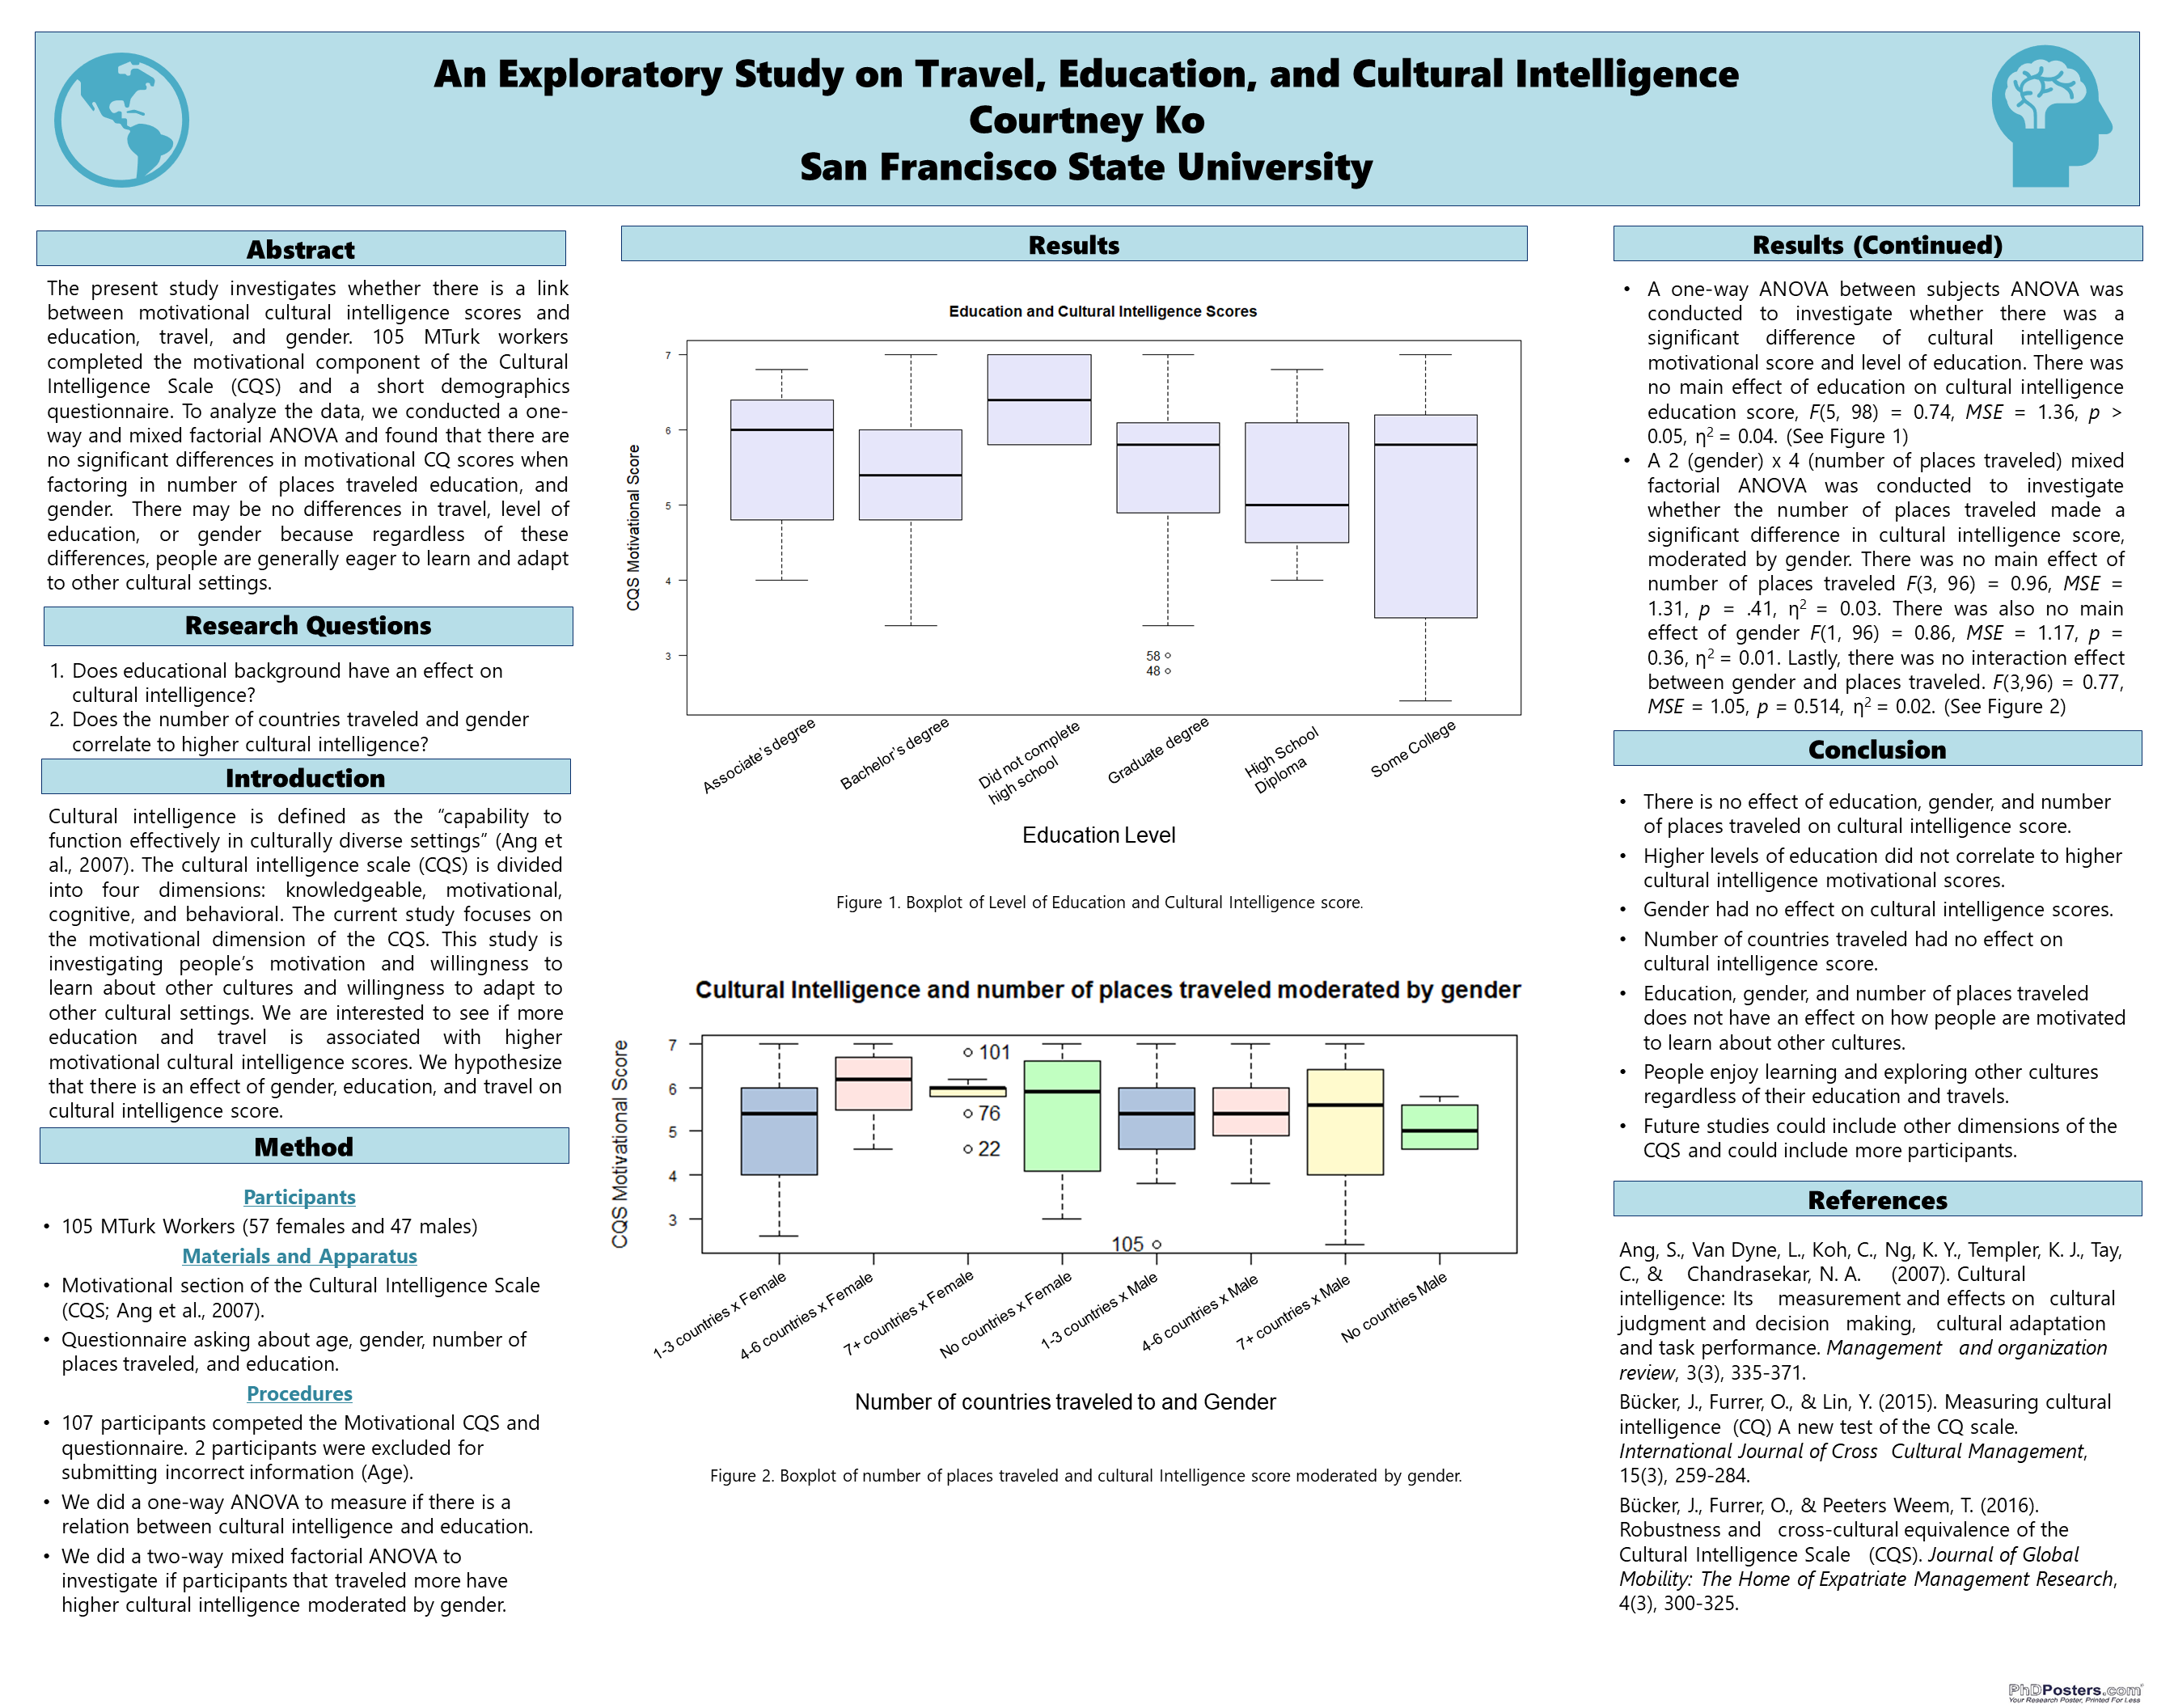 An Exploratory Study on Travel, Education, and Cultural Intelligence
Courtney Ko
San Francisco State University
Abstract
The present study investigates whether there is a link
between motivational cultural intelligence scores and
education, travel, and gender. 105 MTurk workers
completed the motivational component of the Cultural
Intelligence Scale (CQS) and a short demographics
questionnaire. To analyze the data, we conducted a one-
way and mixed factorial ANOVA and found that there are
no significant differences in motivational CQ scores when
factoring in number of places traveled education, and
gender. There may be no differences in travel, level of
education, or gender because regardless of these
differences, people are generally eager to learn and adapt
to other cultural settings.
Research Questions
1. Does educational background have an effect on
cultural intelligence?
2. Does the number of countries traveled and gender
correlate to higher cultural intelligence?
Introduction
Cultural intelligence is defined as the “capability to
function effectively in culturally diverse settings” (Ang et
al., 2007). The cultural intelligence scale (CQS) is divided
into four dimensions: knowledgeable, motivational,
cognitive, and behavioral. The current study focuses on
the motivational dimension of the CQS. This study is
investigating people’s motivation and willingness to
learn about other cultures and willingness to adapt to
other cultural settings. We are interested to see if more
education and travel is associated with higher
motivational cultural intelligence scores. We hypothesize
that there is an effect of gender, education, and travel on
cultural intelligence score.
Method
Participants
• 105 MTurk Workers (57 females and 47 males)
Materials and Apparatus
• Motivational section of the Cultural Intelligence Scale
(CQS; Ang et al., 2007).
• Questionnaire asking about age, gender, number of
places traveled, and education.
Procedures
• 107 participants competed the Motivational CQS and
questionnaire. 2 participants were excluded for
submitting incorrect information (Age).
• We did a one-way ANOVA to measure if there is a
relation between cultural intelligence and education.
• We did a two-way mixed factorial ANOVA to
investigate if participants that traveled more have
higher cultural intelligence moderated by gender.
Results
Education and Cultural Intelligence Scores
CQS Motivational Score
7
6
5
4
3
58
48
Associate's degree
Bachelor's degree
Did not complete
high school
Graduate degree
High School
Diploma
Some College
Education Level
Figure 1. Boxplot of Level of Education and Cultural Intelligence score.
Cultural Intelligence and number of places traveled moderated by gender
CQS Motivational Score
7
6
5
4
3
101
76
22
105
1-3 countries x Female
4-6 countries x Female
7+ countries x Female
No countries x Female
1-3 countries x Male
4-6 countries x Male
7+ countries x Male
No countries Male
Number of countries traveled to and Gender
Figure 2. Boxplot of number of places traveled and cultural Intelligence score moderated by gender.
Results (Continued)
• A one-way ANOVA between subjects ANOVA was
conducted to investigate whether there was a
significant difference of cultural intelligence
motivational score and level of education. There was
no main effect of education on cultural intelligence
education score, F(5, 98) = 0.74, MSE = 1.36, p >
0.05, η² = 0.04. (See Figure 1)
• A 2 (gender) x 4 (number of places traveled) mixed
factorial ANOVA was conducted to investigate
whether the number of places traveled made a
significant difference in cultural intelligence score,
moderated by gender. There was no main effect of
number of places traveled F(3, 96) = 0.96, MSE =
1.31, p = .41, η² = 0.03. There was also no main
effect of gender F(1, 96) = 0.86, MSE = 1.17, p =
0.36, η² = 0.01. Lastly, there was no interaction effect
between gender and places traveled. F(3,96) = 0.77,
MSE = 1.05, p = 0.514, η² = 0.02. (See Figure 2)
Conclusion
• There is no effect of education, gender, and number
of places traveled on cultural intelligence score.
• Higher levels of education did not correlate to higher
cultural intelligence motivational scores.
• Gender had no effect on cultural intelligence scores.
• Number of countries traveled had no effect on
cultural intelligence score.
• Education, gender, and number of places traveled
does not have an effect on how people are motivated
to learn about other cultures.
• People enjoy learning and exploring other cultures
regardless of their education and travels.
• Future studies could include other dimensions of the
CQS and could include more participants.
References
Ang, S., Van Dyne, L., Koh, C., Ng, K. Y., Templer, K. J., Tay,
C., & Chandrasekar, N. A. (2007). Cultural
intelligence: Its measurement and effects on cultural
judgment and decision making, cultural adaptation
and task performance. Management and organization
review, 3(3), 335-371.
Bücker, J., Furrer, O., & Lin, Y. (2015). Measuring cultural
intelligence (CQ) A new test of the CQ scale.
International Journal of Cross Cultural Management,
15(3), 259-284.
Bücker, J., Furrer, O., & Peeters Weem, T. (2016).
Robustness and cross-cultural equivalence of the
Cultural Intelligence Scale (CQS). Journal of Global
Mobility: The Home of Expatriate Management Research,
4(3), 300-325.
PhDPosters.com
Your Research Poster, Printed For Less